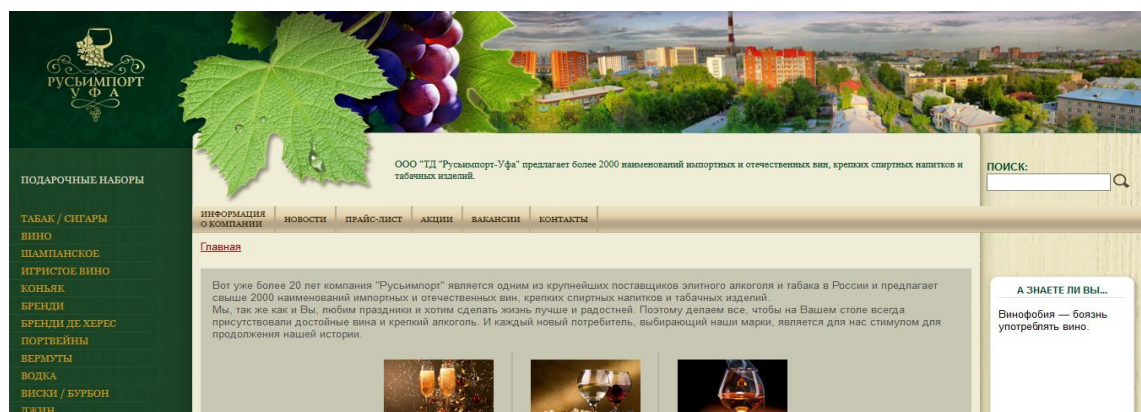 РУСЬИМПОРТ
УФА
ООО "ТД "Русьимпорт-Уфа" предлагает более 2000 наименований импортных и отечественных вин, крепких спиртных напитков и
табачных изделий.
ПОИСК:
ИНФОРМАЦИЯ
О КОМПАНИИ
НОВОСТИ
ПРАЙС-ЛИСТ
АКЦИИ
ВАКАНСИИ
КОНТАКТЫ
ПОДАРОЧНЫЕ НАБОРЫ
ТАБАК / СИГАРЫ
ВИНО
ШАМПАНСКОЕ
ИГРИСТОЕ ВИНО
КОНЬЯК
БРЕНДИ
БРЕНДИ ДЕ ХЕРЕС
ПОРТВЕЙНЫ
ВЕРМУТЫ
ВОДКА
ВИСКИ / БУРБОН
ДЖИН
Главная
Вот уже более 20 лет компания "Русьимпорт" является одним из крупнейших поставщиков элитного алкоголя и табака в России и предлагает
свыше 2000 наименований импортных и отечественных вин, крепких спиртных напитков и табачных изделий.
Мы, так же как и Вы, любим праздники и хотим сделать жизнь лучше и радостней. Поэтому делаем все, чтобы на Вашем столе всегда
присутствовали достойные вина и крепкий алкоголь. И каждый новый потребитель, выбирающий наши марки, является для нас стимулом для
продолжения нашей истории.
А ЗНАЕТЕ ЛИ ВЫ...
Винофобия — боязнь
употреблять вино.